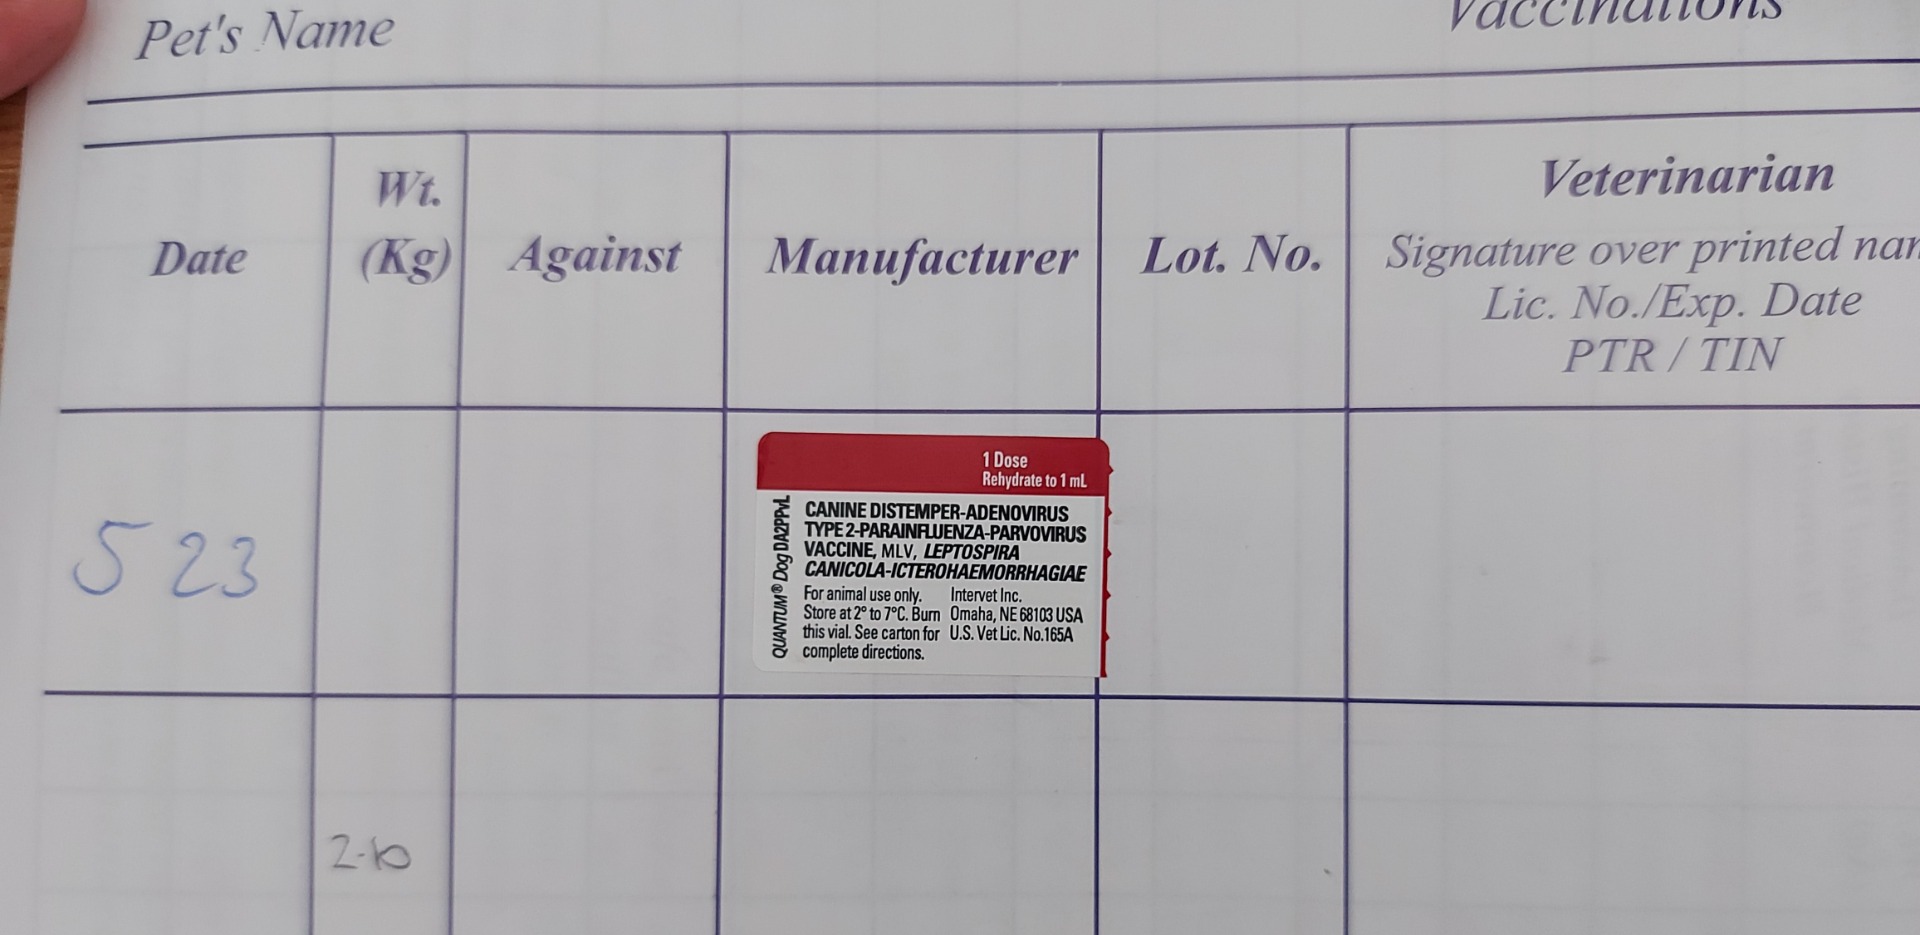 Pet's Name
Vaccinations
Date
Wt.
(Kg)
Against
Manufacturer
Lot. No.
Veterinarian
Signature over printed nam
Lic. No./Exp. Date
PTR / TIN
5 23
1 Dose
Rehydrate to 1 mL
QUANTUM® Dog DA2PPvL
CANINE DISTEMPER-ADENOVIRUS
TYPE 2-PARAINFLUENZA-PARVOVIRUS
VACCINE, MLV, LEPTOSPIRA
CANICOLA-ICTEROHAEMORRHAGIAE
For animal use only.
Store at 2° to 7°C. Burn
this vial. See carton for
complete directions.
Intervet Inc.
Omaha, NE 68103 USA
U.S. Vet Lic. No.165A